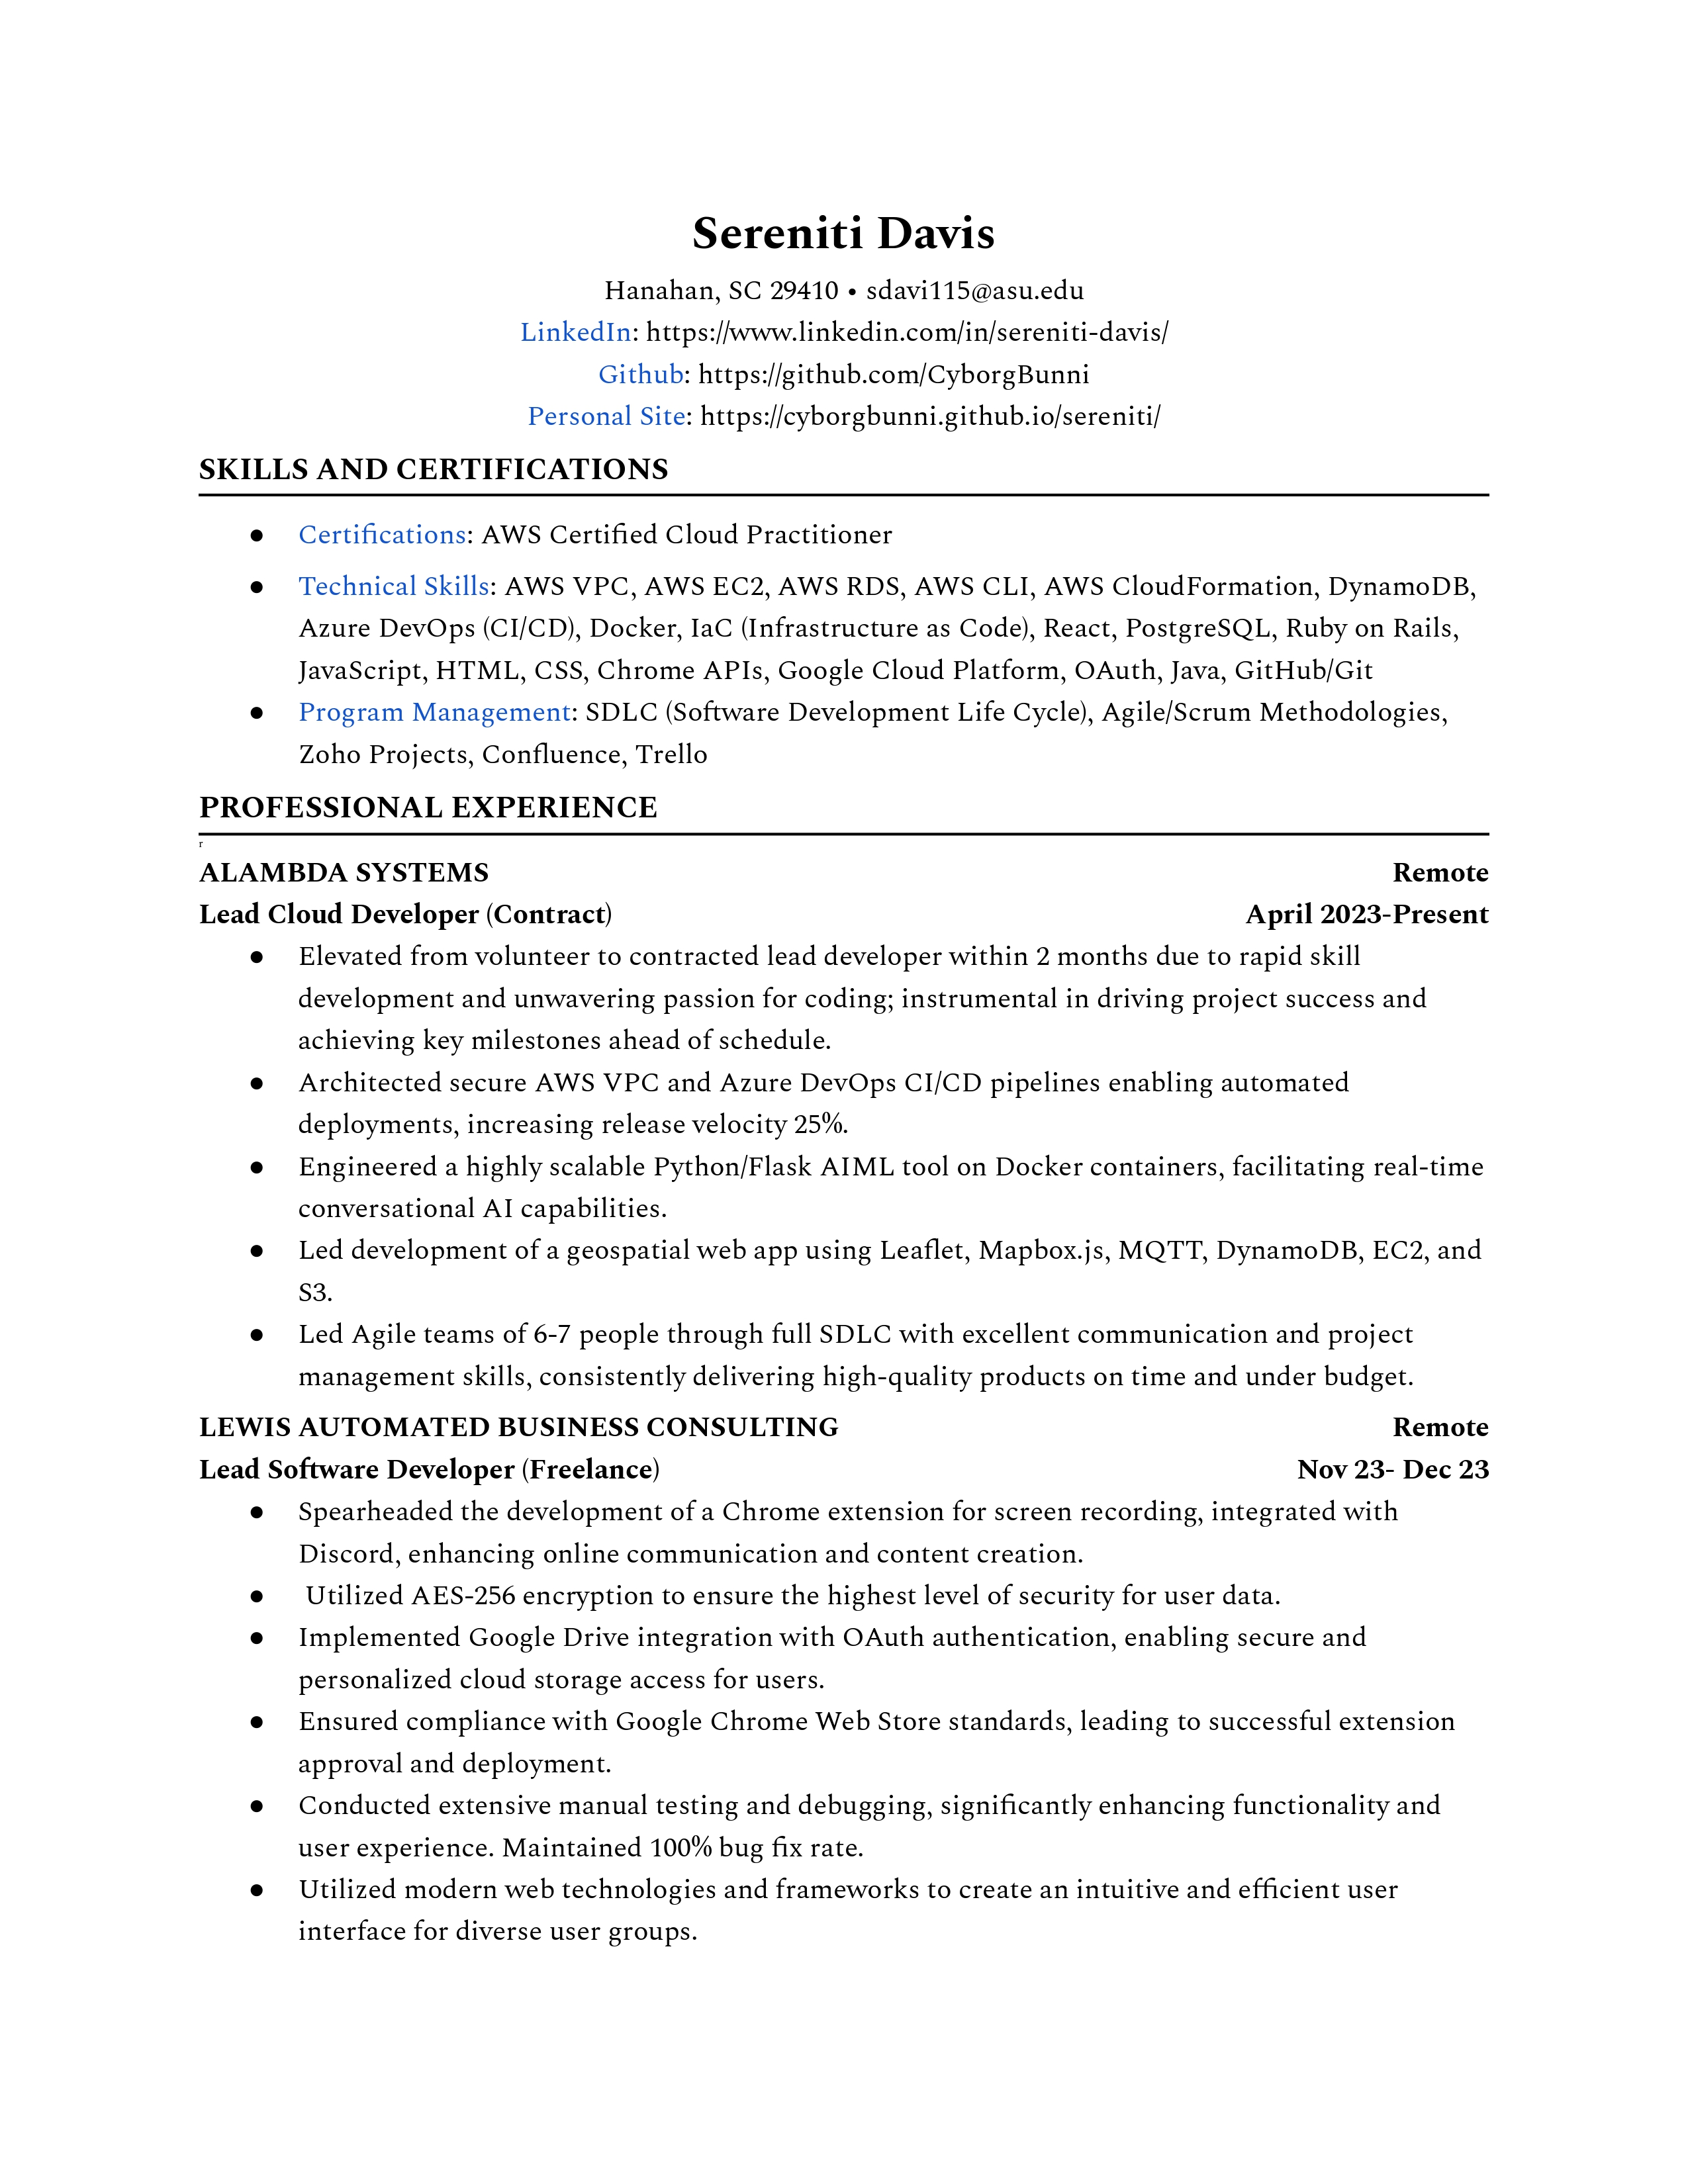 Sereniti Davis
Hanahan, SC 29410 • sdavi115@asu.edu
LinkedIn: https://www.linkedin.com/in/sereniti-davis/
Github: https://github.com/CyborgBunni
Personal Site: https://cyborgbunni.github.io/sereniti/
SKILLS AND CERTIFICATIONS
● Certifications: AWS Certified Cloud Practitioner
● Technical Skills: AWS VPC, AWS EC2, AWS RDS, AWS CLI, AWS CloudFormation, DynamoDB,
Azure DevOps (CI/CD), Docker, IaC (Infrastructure as Code), React, PostgreSQL, Ruby on Rails,
JavaScript, HTML, CSS, Chrome APIs, Google Cloud Platform, OAuth, Java, GitHub/Git
● Program Management: SDLC (Software Development Life Cycle), Agile/Scrum Methodologies,
Zoho Projects, Confluence, Trello
PROFESSIONAL EXPERIENCE
r
ALAMBDA SYSTEMS Remote
Lead Cloud Developer (Contract) April 2023-Present
● Elevated from volunteer to contracted lead developer within 2 months due to rapid skill
development and unwavering passion for coding; instrumental in driving project success and
achieving key milestones ahead of schedule.
● Architected secure AWS VPC and Azure DevOps CI/CD pipelines enabling automated
deployments, increasing release velocity 25%.
● Engineered a highly scalable Python/Flask AIML tool on Docker containers, facilitating real-time
conversational AI capabilities.
● Led development of a geospatial web app using Leaflet, Mapbox.js, MQTT, DynamoDB, EC2, and
S3.
● Led Agile teams of 6-7 people through full SDLC with excellent communication and project
management skills, consistently delivering high-quality products on time and under budget.
LEWIS AUTOMATED BUSINESS CONSULTING Remote
Lead Software Developer (Freelance) Nov 23- Dec 23
● Spearheaded the development of a Chrome extension for screen recording, integrated with
Discord, enhancing online communication and content creation.
● Utilized AES-256 encryption to ensure the highest level of security for user data.
● Implemented Google Drive integration with OAuth authentication, enabling secure and
personalized cloud storage access for users.
● Ensured compliance with Google Chrome Web Store standards, leading to successful extension
approval and deployment.
● Conducted extensive manual testing and debugging, significantly enhancing functionality and
user experience. Maintained 100% bug fix rate.
● Utilized modern web technologies and frameworks to create an intuitive and efficient user
interface for diverse user groups.